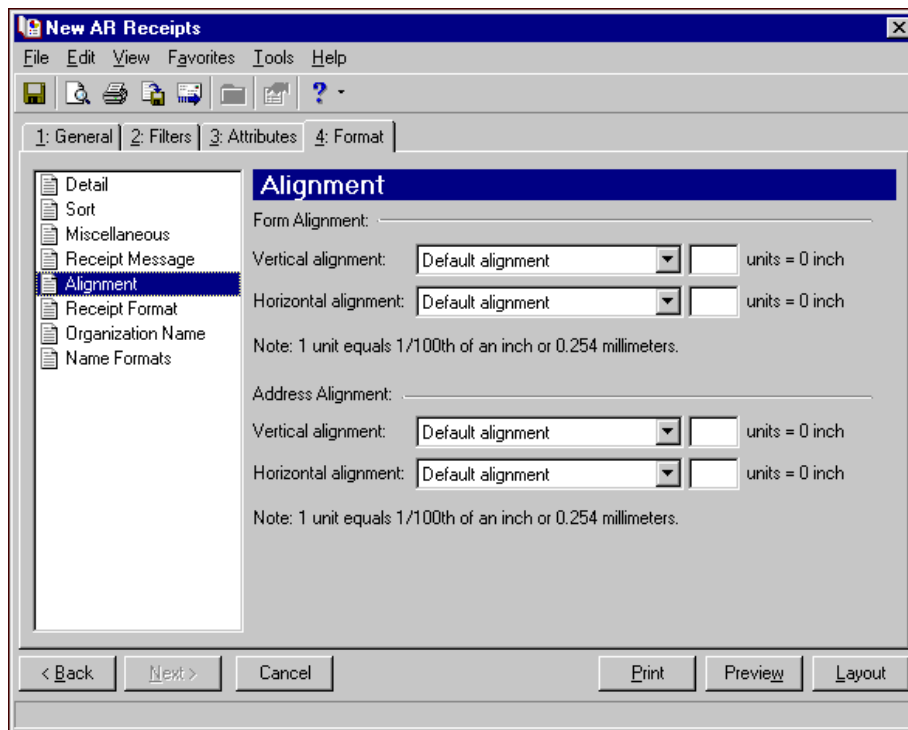 New AR Receipts
File Edit View Favorites Tools Help
?
1: General 2: Filters 3: Attributes 4: Format
Detail
Sort
Miscellaneous
Receipt Message
Alignment
Receipt Format
Organization Name
Name Formats
Alignment
Form Alignment:
Vertical alignment: Default alignment units = 0 inch
Horizontal alignment: Default alignment units = 0 inch
Note: 1 unit equals 1/100th of an inch or 0.254 millimeters.
Address Alignment:
Vertical alignment: Default alignment units = 0 inch
Horizontal alignment: Default alignment units = 0 inch
Note: 1 unit equals 1/100th of an inch or 0.254 millimeters.
< Back Next > Cancel Print Preview Layout